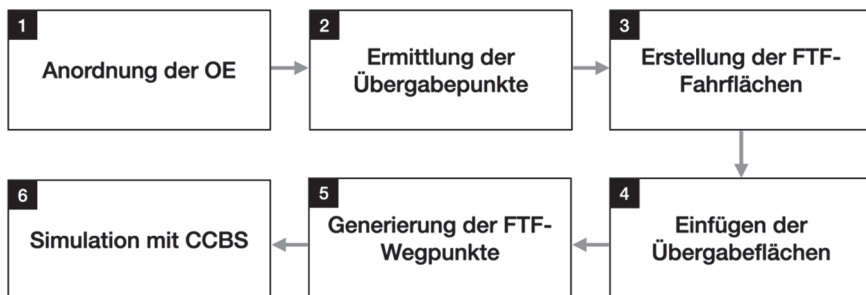 1
Anordnung der OE
2
Ermittlung der
Übergabepunkte
3
Erstellung der FTF-
Fahrflächen
4
Einfügen der
Übergabeflächen
5
Generierung der FTF-
Wegpunkte
6
Simulation mit CCBS